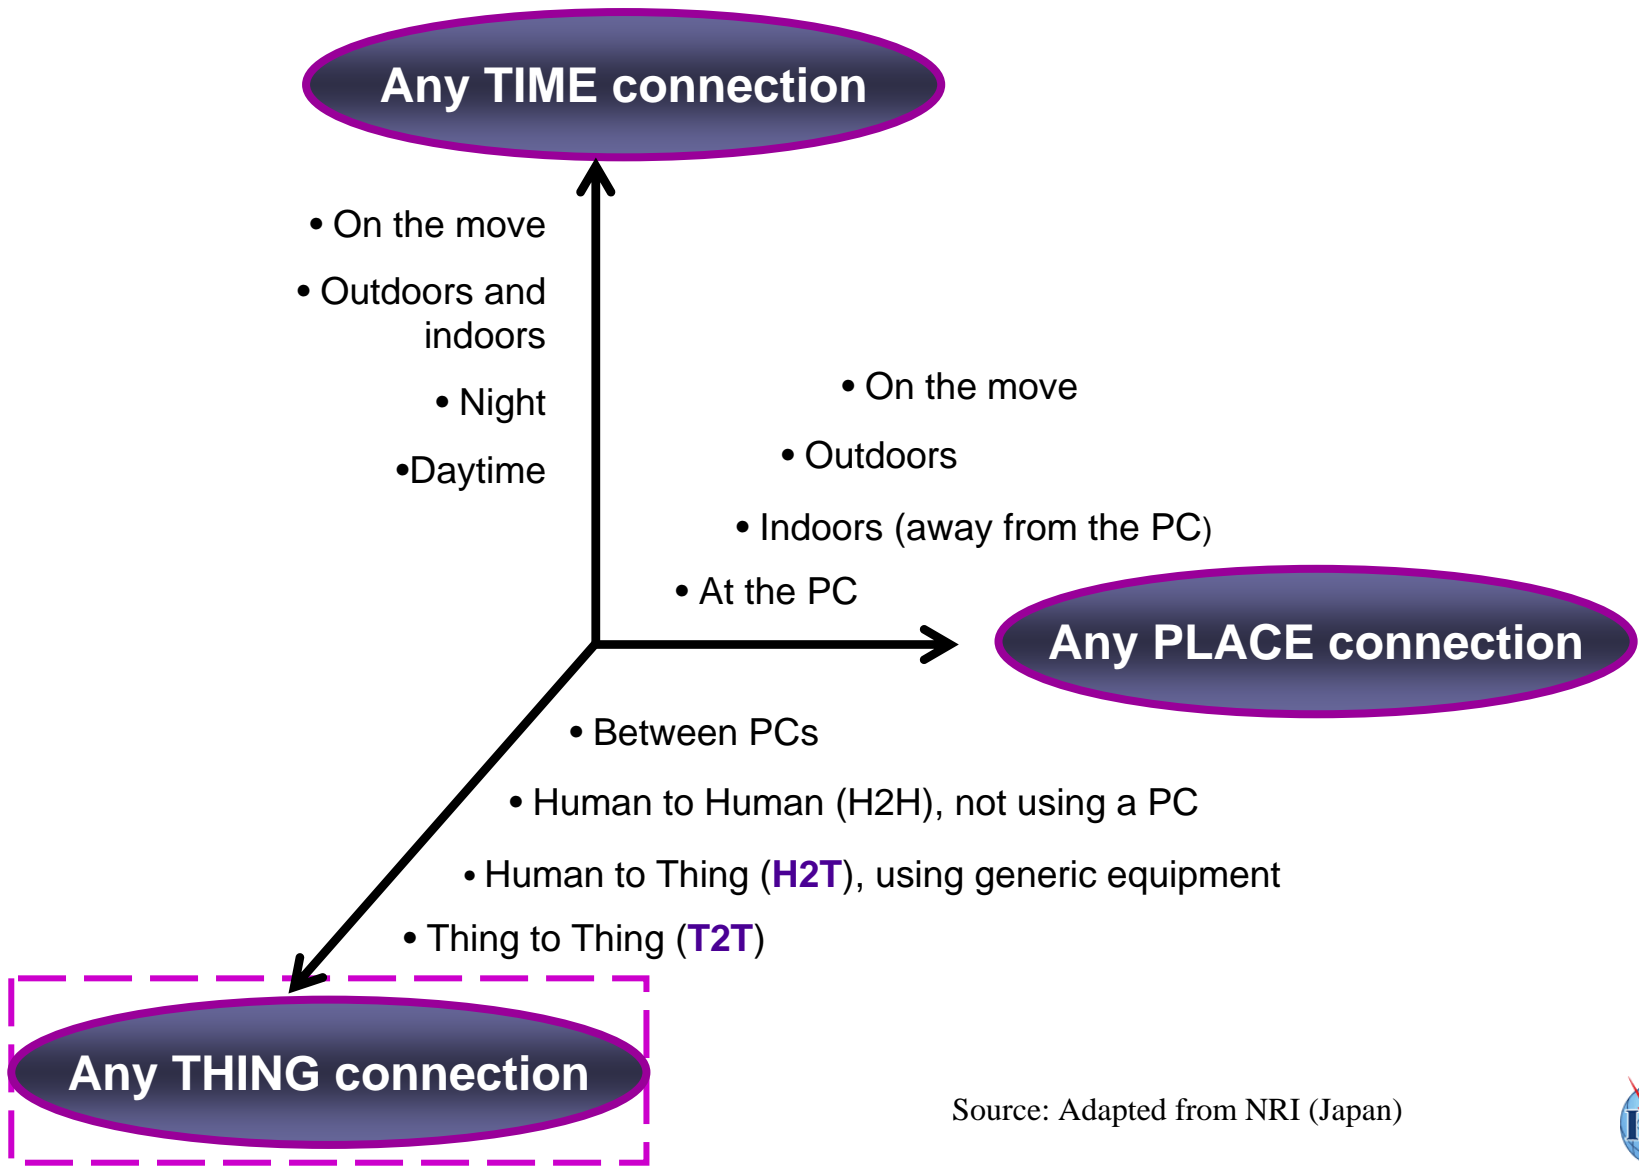 Any TIME connection
• On the move
• Outdoors and
indoors
• Night
•Daytime
• On the move
• Outdoors
• Indoors (away from the PC)
• At the PC
Any PLACE connection
• Between PCs
• Human to Human (H2H), not using a PC
• Human to Thing (H2T), using generic equipment
• Thing to Thing (T2T)
Any THING connection
Source: Adapted from NRI (Japan)